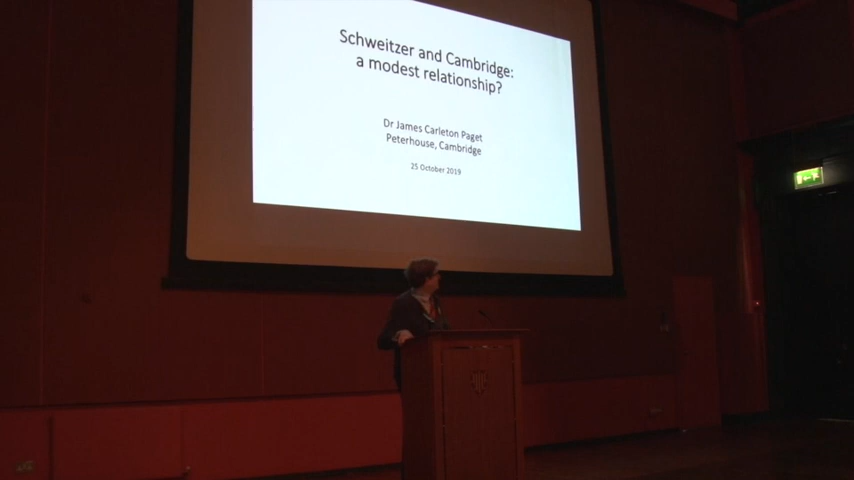 Schweitzer and Cambridge:
a modest relationship?
Dr James Carleton Paget
Peterhouse, Cambridge
25 October 2019